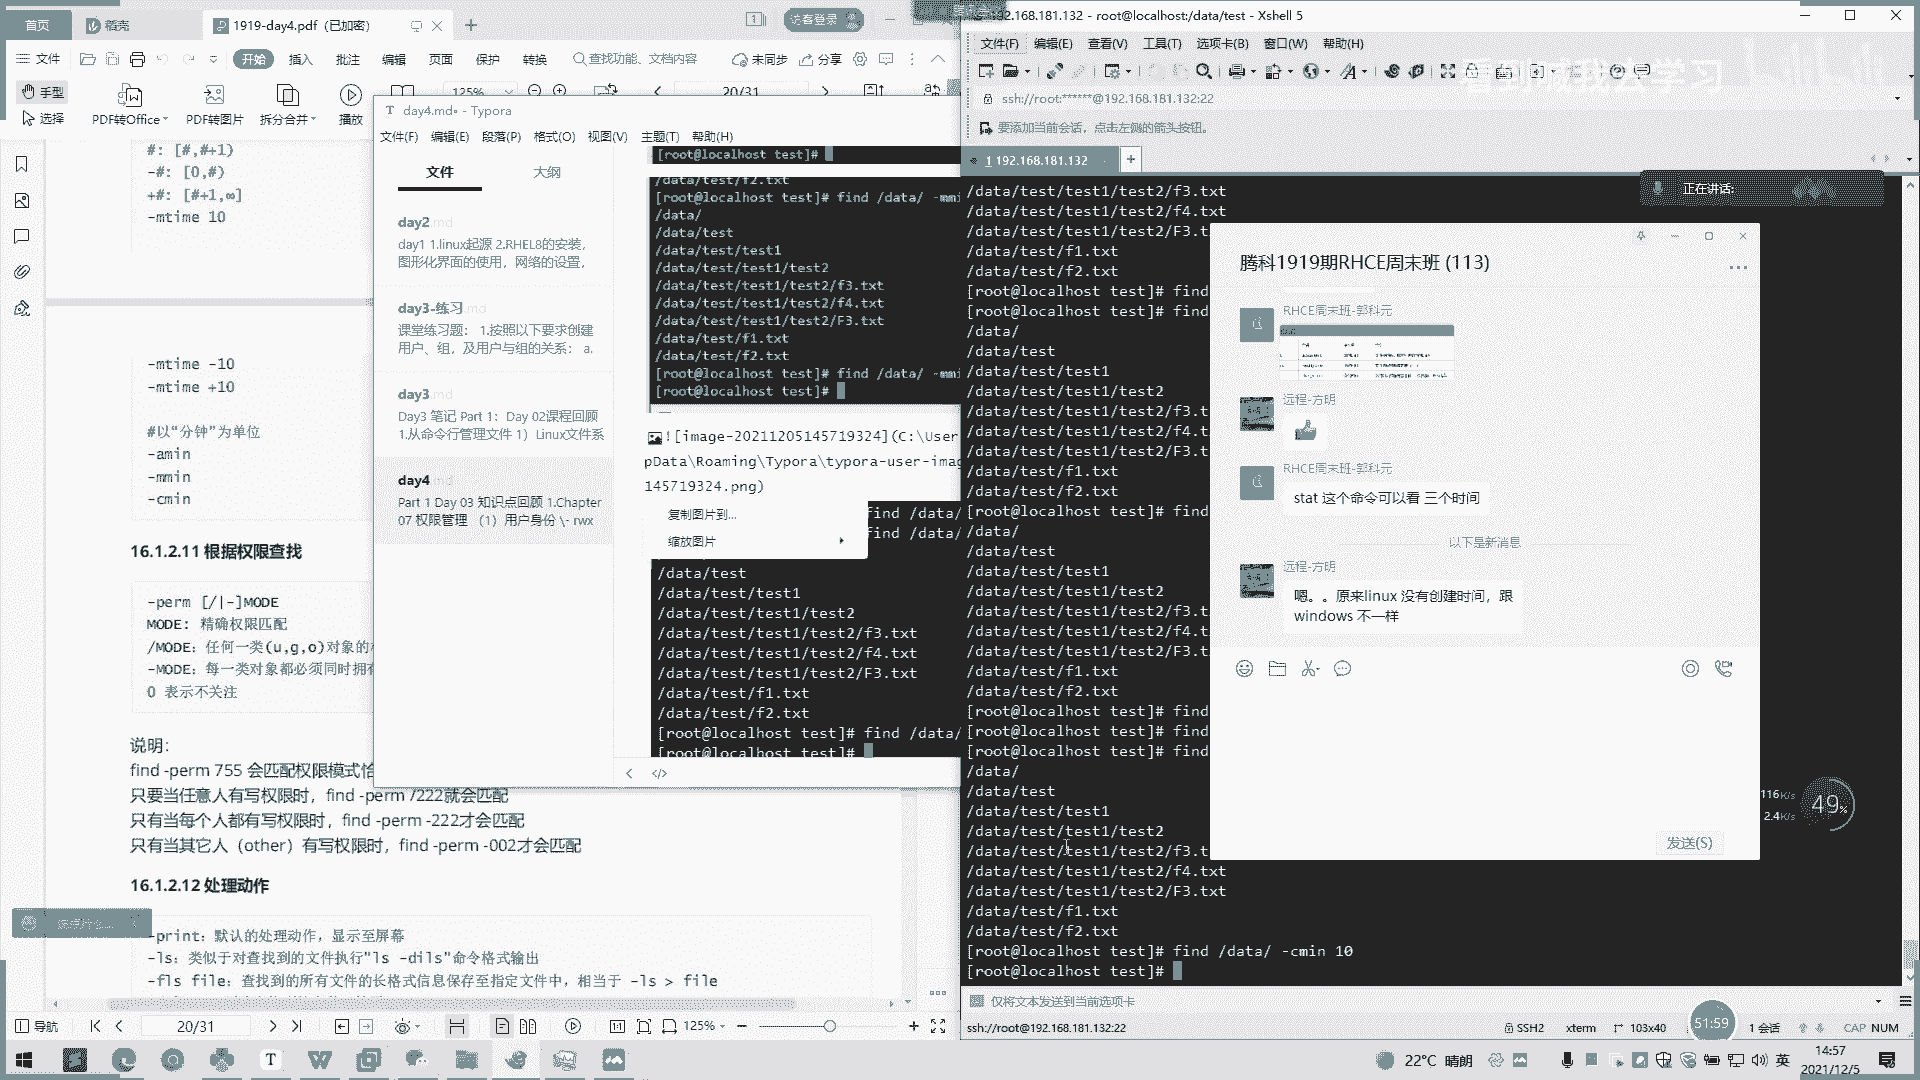 首页
稻壳
1919-day4.pdf（已加密）
访客登录
文件
开始
插入
批注
编辑
页面
保护
转换
查找功能、文档内容
未同步
分享
手型
选择
PDF转Office
PDF转图片
拆分合并
播放
125%
20/31
#: [#,#+1)
-#: [0,#)
+#: [#+1,∞]
-mtime 10
-mtime -10
-mtime +10
#以“分钟”为单位
-amin
-mmin
-cmin
16.1.2.11 根据权限查找
-perm [/|-]MODE
MODE: 精确权限匹配
/MODE：任何一类(u,g,o)对象的
-MODE：每一类对象都必须同时拥有
0 表示不关注
说明:
find -perm 755 会匹配权限模式恰
只要当任意人有写权限时，find -perm /222就会匹配
只有当每个人都有写权限时，find -perm -222才会匹配
只有当其它人（other）有写权限时，find -perm -002才会匹配
16.1.2.12 处理动作
-print：默认的处理动作，显示至屏幕
-ls：类似于对查找到的文件执行"ls -dils"命令格式输出
-fls file：查找到的所有文件的长格式信息保存至指定文件中，相当于 -ls > file
导航
20/31
125%
day4.md• - Typora
文件(F) 编辑(E) 段落(P) 格式(O) 视图(V) 主题(T) 帮助(H)
文件
大纲
day2.md
day1 1.linux起源 2.RHEL8的安装，
图形化界面的使用，网络的设置，
day3-练习.md
课堂练习题： 1.按照以下要求创建
用户、组，及用户与组的关系： a.
day3.md
Day3 笔记 Part 1：Day 02课程回顾
1.从命令行管理文件 1）Linux文件系
day4.md
Part 1 Day 03 知识点回顾 1.Chapter
07 权限管理 （1）用户身份 \- rwx
[root@localhost test]#
/data/test/f2.txt
[root@localhost test]# find /data/ -mmi
/data/
/data/test
/data/test/test1
/data/test/test1/test2
/data/test/test1/test2/f3.txt
/data/test/test1/test2/f4.txt
/data/test/test1/test2/F3.txt
/data/test/f1.txt
/data/test/f2.txt
[root@localhost test]# find /data/ -mmi
[root@localhost test]#
![image-20211205145719324](C:\User
pData\Roaming\Typora\typora-user-imag
145719324.png)
复制图片到...
缩放图片
find /data/
find /data/
/data/test
/data/test/test1
/data/test/test1/test2
/data/test/test1/test2/f3.txt
/data/test/test1/test2/f4.txt
/data/test/test1/test2/F3.txt
/data/test/f1.txt
/data/test/f2.txt
[root@localhost test]# find /data/
[root@localhost test]#
192.168.181.132 - root@localhost:/data/test - Xshell 5
文件(F) 编辑(E) 查看(V) 工具(T) 选项卡(B) 窗口(W) 帮助(H)
看到喊我去学习
ssh://root:******@192.168.181.132:22
要添加当前会话，点击左侧的箭头按钮。
1 192.168.181.132
正在讲话:
/data/test/test1/test2/f3.txt
/data/test/test1/test2/f4.txt
/data/test/test1/test2/F3.t
/data/test/f1.txt
/data/test/f2.txt
[root@localhost test]# find
[root@localhost test]# find
/data/
/data/test
/data/test/test1
/data/test/test1/test2
/data/test/test1/test2/f3.t
/data/test/test1/test2/f4.t
/data/test/test1/test2/F3.t
/data/test/f1.txt
/data/test/f2.txt
[root@localhost test]# find
/data/
/data/test
/data/test/test1
/data/test/test1/test2
/data/test/test1/test2/f3.t
/data/test/test1/test2/f4.t
/data/test/test1/test2/F3.t
/data/test/f1.txt
/data/test/f2.txt
[root@localhost test]# find
[root@localhost test]# find
[root@localhost test]# find
/data/
/data/test
/data/test/test1
/data/test/test1/test2
/data/test/test1/test2/f3.t
/data/test/test1/test2/f4.txt
/data/test/test1/test2/F3.txt
/data/test/f1.txt
/data/test/f2.txt
[root@localhost test]# find /data/ -cmin 10
[root@localhost test]#
腾科1919期RHCE周末班 (113)
RHCE周末班-郭科元
远程-方明
RHCE周末班-郭科元
stat 这个命令可以看 三个时间
以下是新消息
远程-方明
嗯。。原来linux 没有创建时间，跟
windows 不一样
发送(S)
116K/s
2.4K/s
49%
仅将文本发送到当前选项卡
ssh://root@192.168.181.132:22
SSH2
xterm
103x40
51:59
1 会话
CAP NUM
22°C 晴朗
英
14:57
2021/12/5